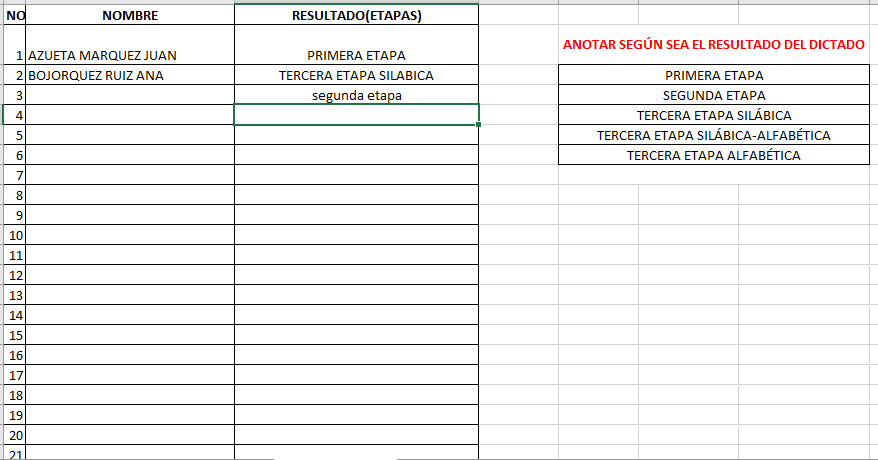 NO NOMBRE RESULTADO(ETAPAS)
ANOTAR SEGÚN SEA EL RESULTADO DEL DICTADO
1 AZUETA MARQUEZ JUAN PRIMERA ETAPA
2 BOJORQUEZ RUIZ ANA TERCERA ETAPA SILABICA PRIMERA ETAPA
3 segunda etapa SEGUNDA ETAPA
4 TERCERA ETAPA SILÁBICA
5 TERCERA ETAPA SILÁBICA-ALFABÉTICA
6 TERCERA ETAPA ALFABÉTICA
7
8
9
10
11
12
13
14
15
16
17
18
19
20
21